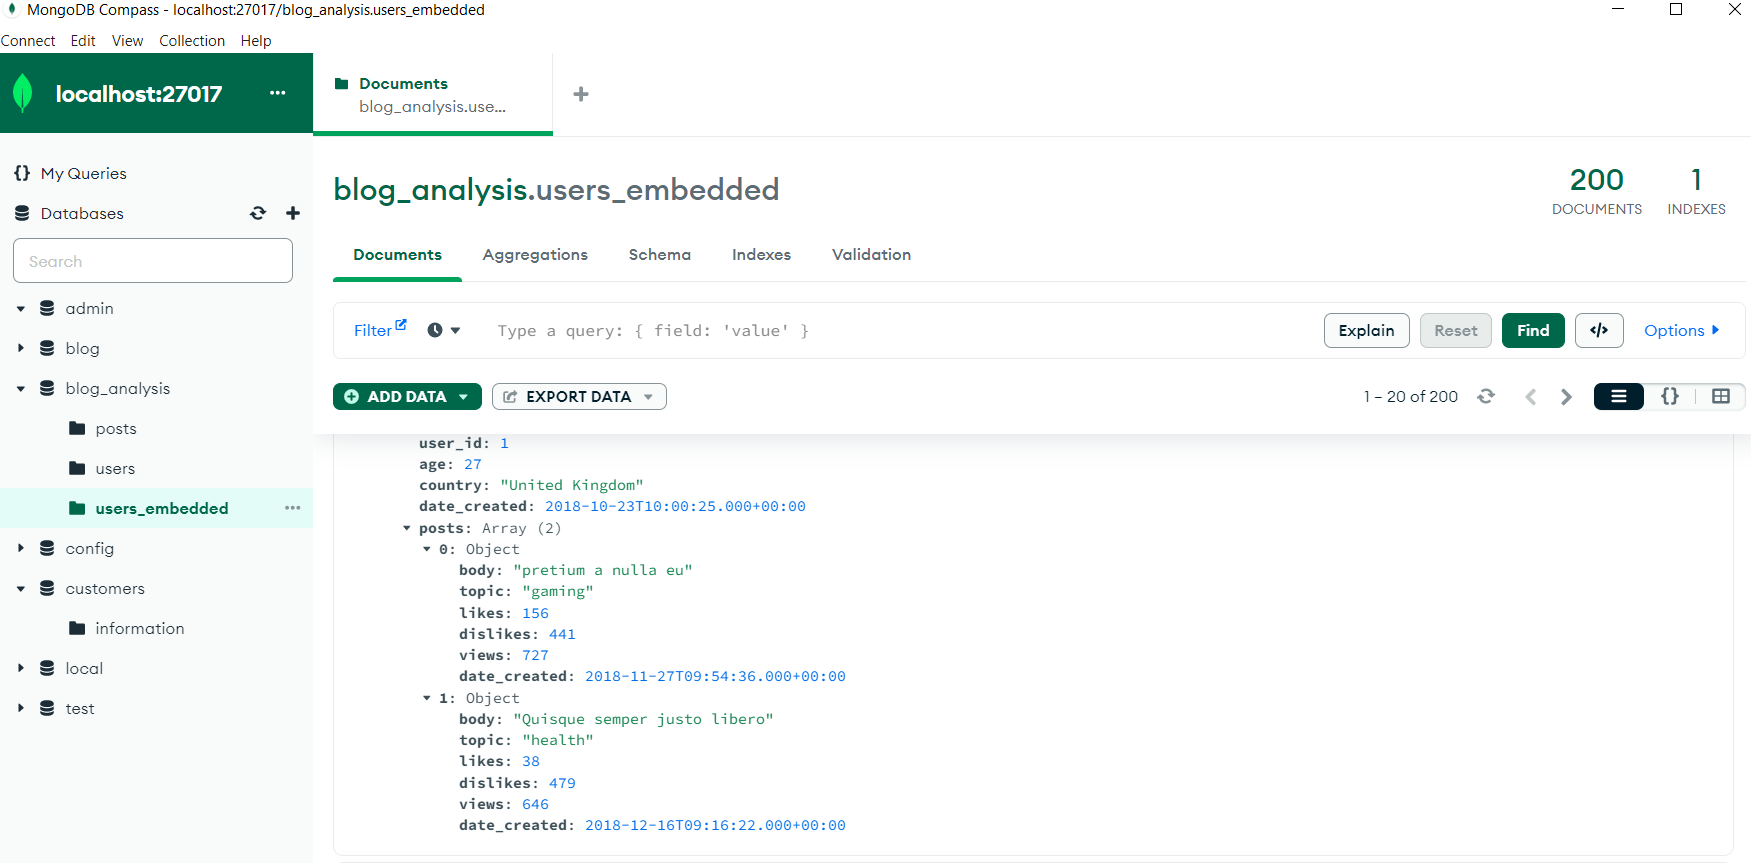 MongoDB Compass - localhost:27017/blog_analysis.users_embedded
Connect Edit View Collection Help
localhost:27017 ...
Documents
blog_analysis.use...
My Queries
Databases
Search
admin
blog
blog_analysis
posts
users
users_embedded ...
config
customers
information
local
test
blog_analysis.users_embedded
200
DOCUMENTS
1
INDEXES
Documents Aggregations Schema Indexes Validation
Filter Type a query: { field: 'value' } Explain Reset Find </> Options
ADD DATA EXPORT DATA 1 – 20 of 200 {}
user_id: 1
age: 27
country: "United Kingdom"
date_created: 2018-10-23T10:00:25.000+00:00
posts: Array (2)
0: Object
body: "pretium a nulla eu"
topic: "gaming"
likes: 156
dislikes: 441
views: 727
date_created: 2018-11-27T09:54:36.000+00:00
1: Object
body: "Quisque semper justo libero"
topic: "health"
likes: 38
dislikes: 479
views: 646
date_created: 2018-12-16T09:16:22.000+00:00